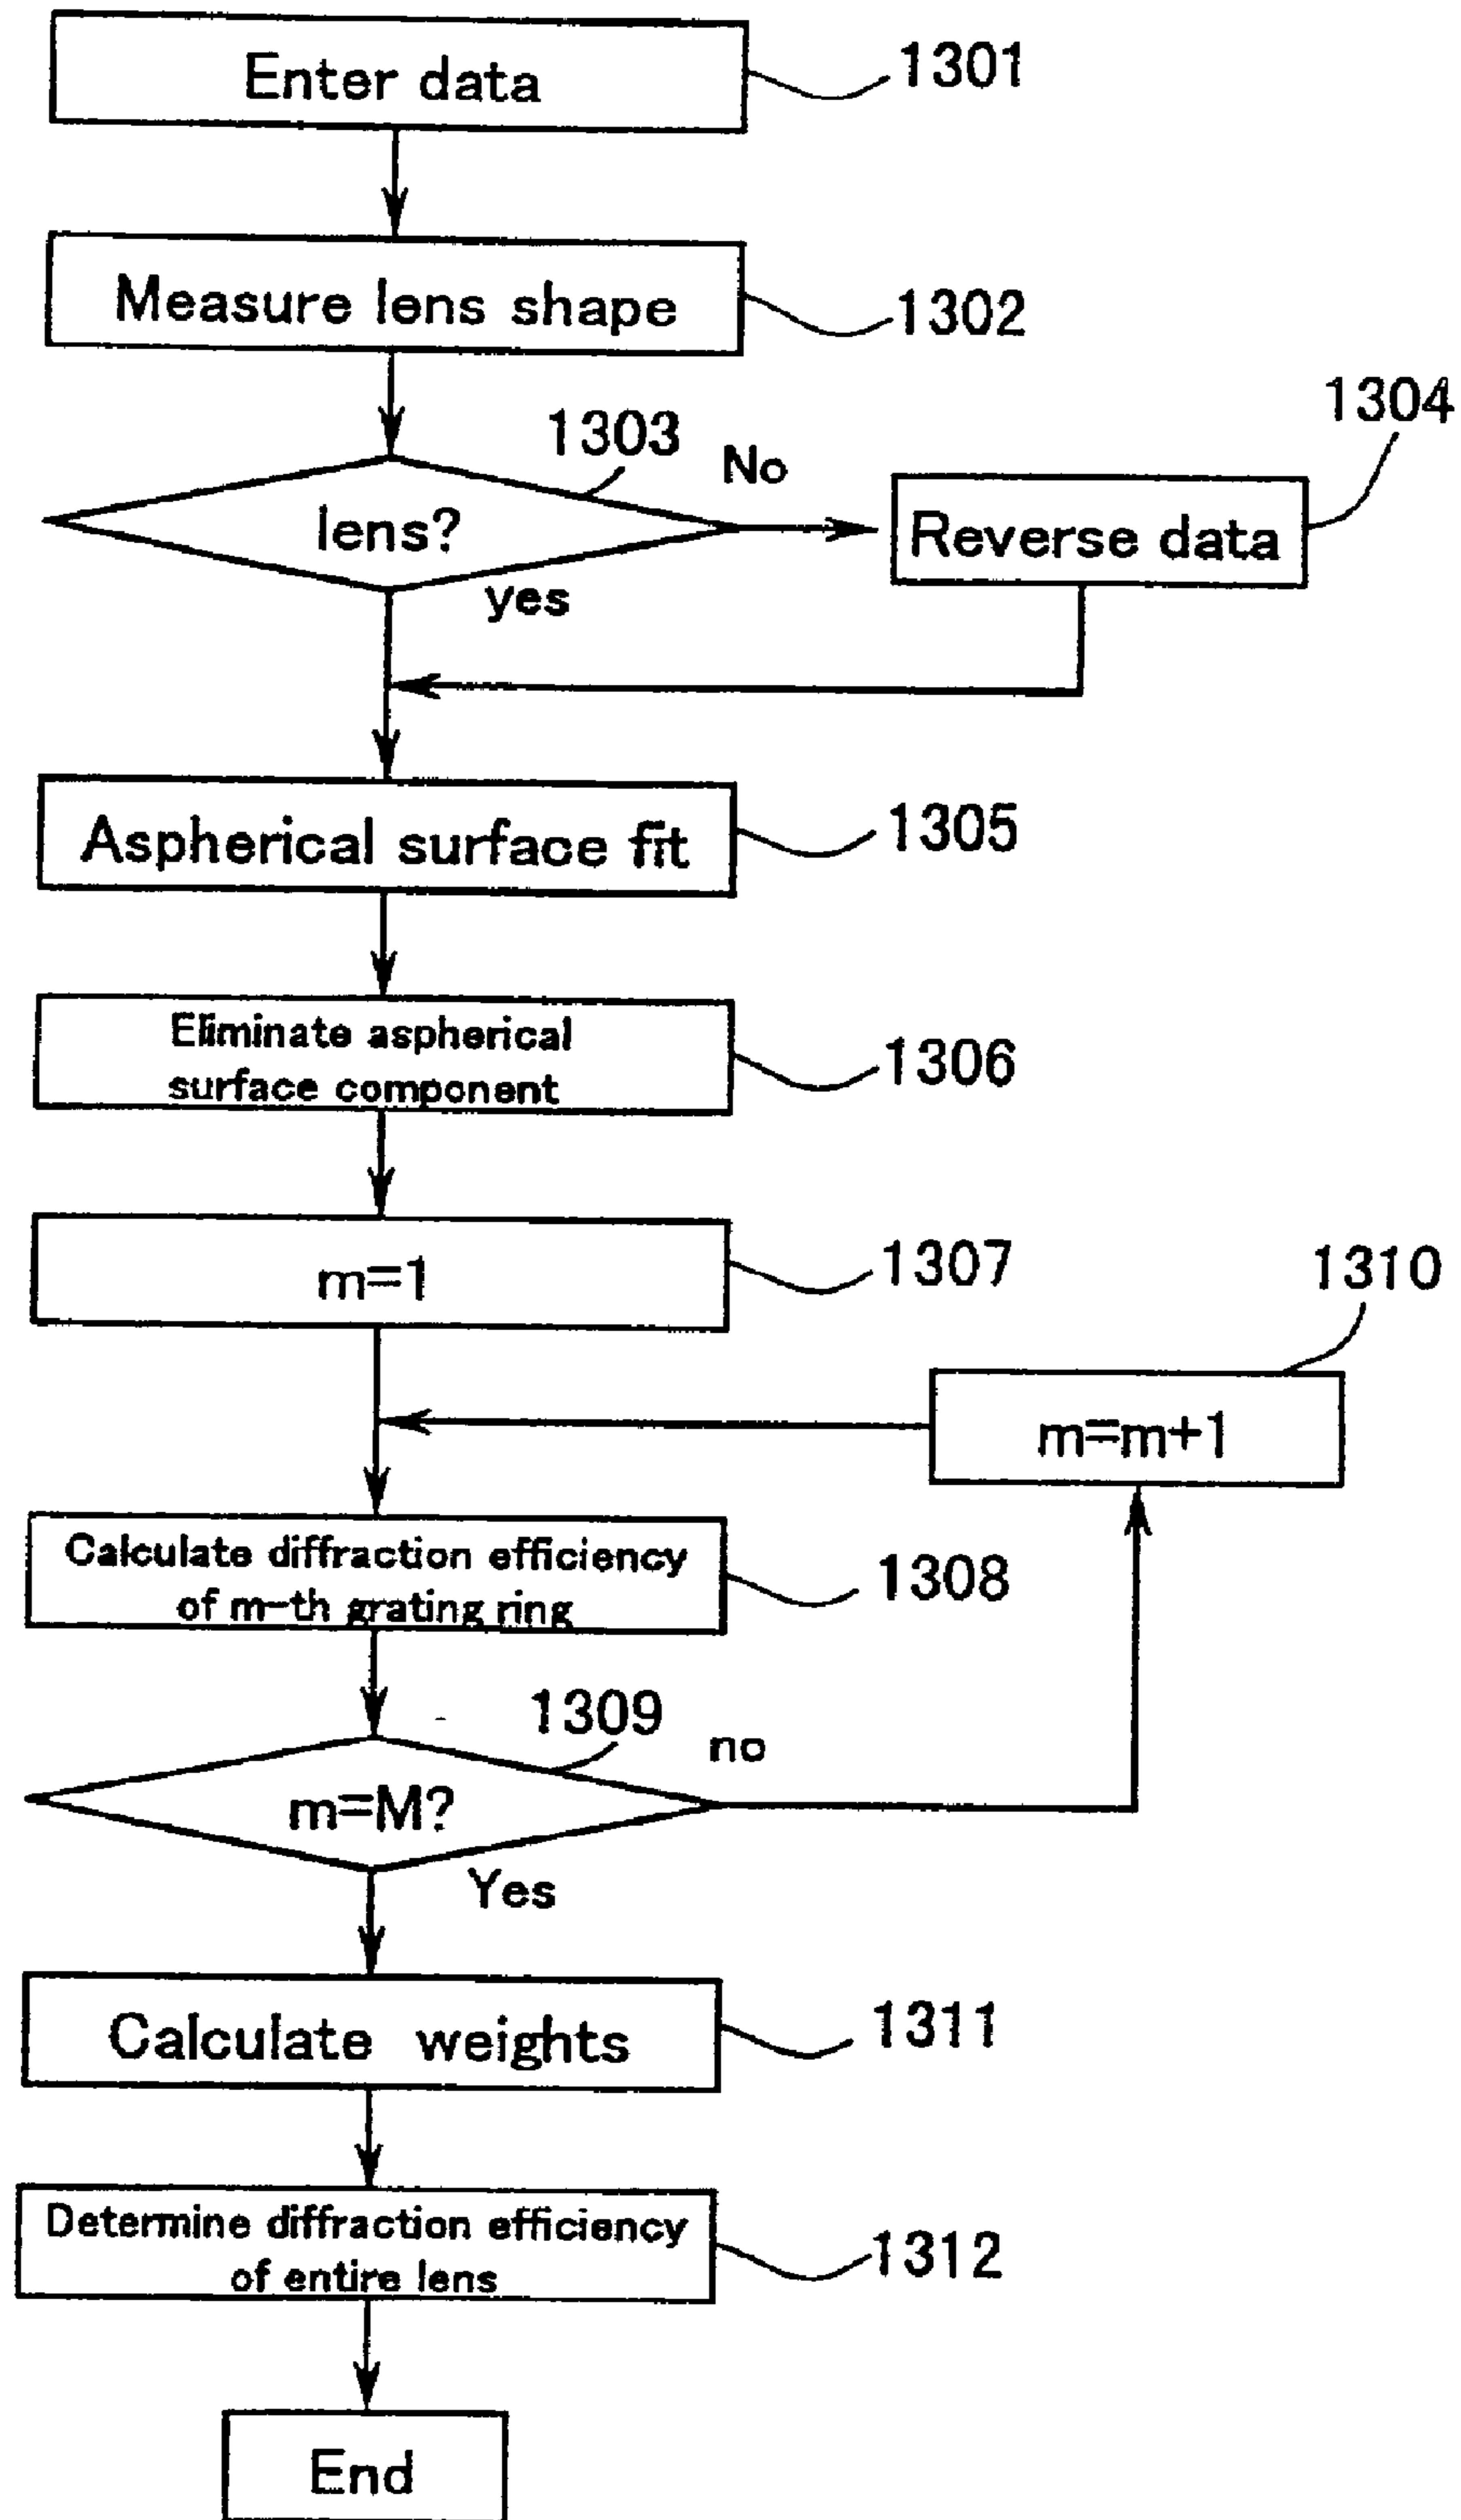 Enter data
1301
Measure lens shape
1302
1303
No
1304
lens?
Reverse data
yes
Aspherical surface fit
1305
Eliminate aspherical
surface component
1306
m=1
1307
1310
m=m+1
Calculate diffraction efficiency
of m-th grating ring
1308
1309
no
m=M?
Yes
Calculate weights
1311
Determine diffraction efficiency
of entire lens
1312
End